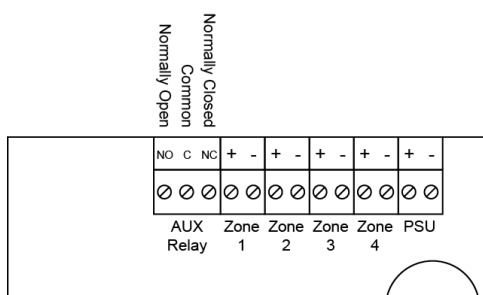 Normally Open
Common
Normally Closed
NO C NC + - + - + - + - + -
AUX Relay
Zone 1
Zone 2
Zone 3
Zone 4
PSU